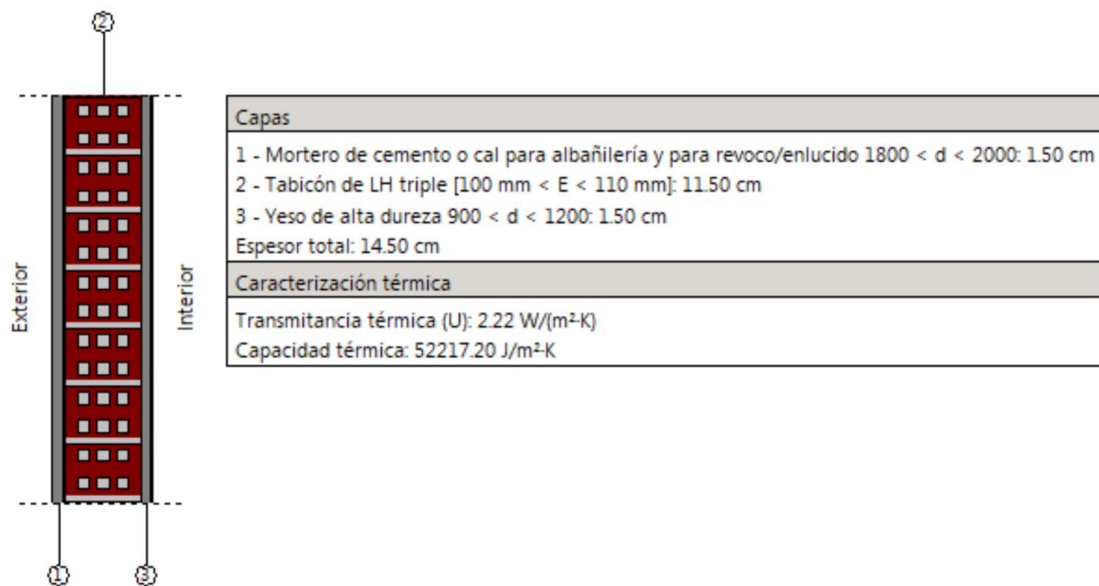 2
Exterior
Interior
1
3
Capas
1 - Mortero de cemento o cal para albañilería y para revoco/enlucido 1800 < d < 2000: 1.50 cm
2 - Tabicón de LH triple [100 mm < E < 110 mm]: 11.50 cm
3 - Yeso de alta dureza 900 < d < 1200: 1.50 cm
Espesor total: 14.50 cm
Caracterización térmica
Transmitancia térmica (U): 2.22 W/(m²·K)
Capacidad térmica: 52217.20 J/m²·K